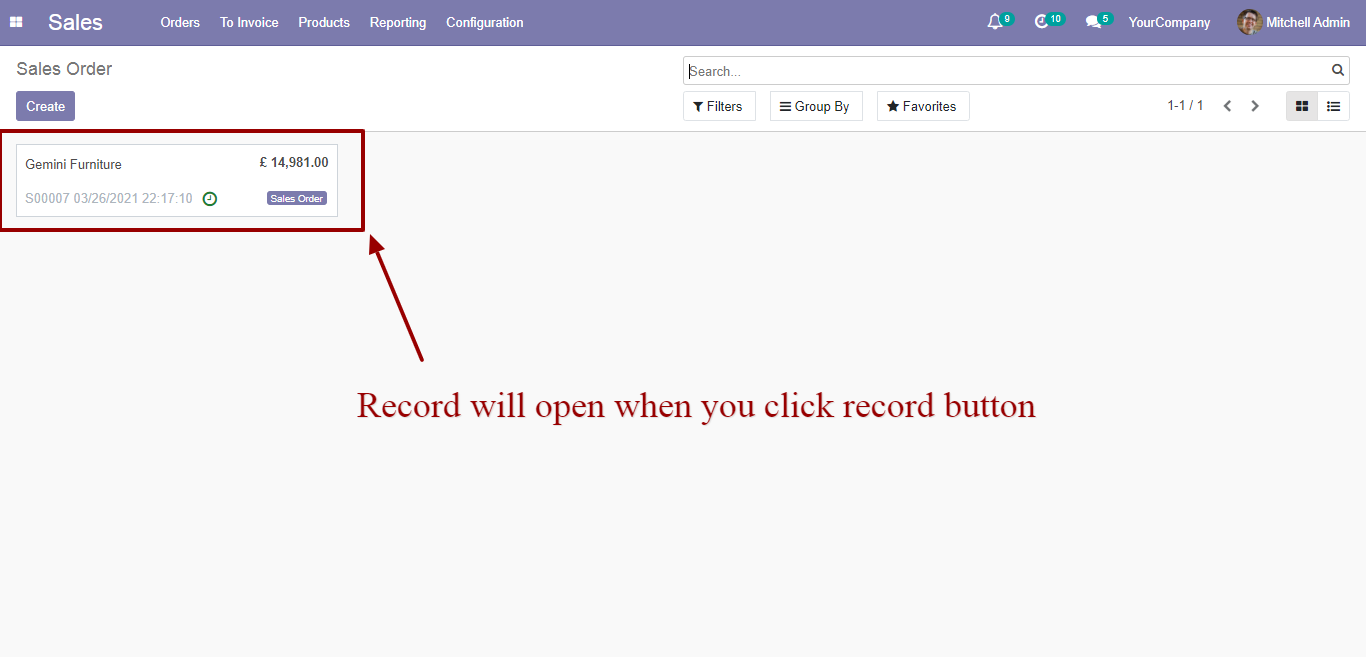 Sales Orders To Invoice Products Reporting Configuration 9 10 5 YourCompany Mitchell Admin
Sales Order
Search...
Create Filters Group By Favorites 1-1 / 1
Gemini Furniture £ 14,981.00
S00007 03/26/2021 22:17:10 Sales Order
Record will open when you click record button